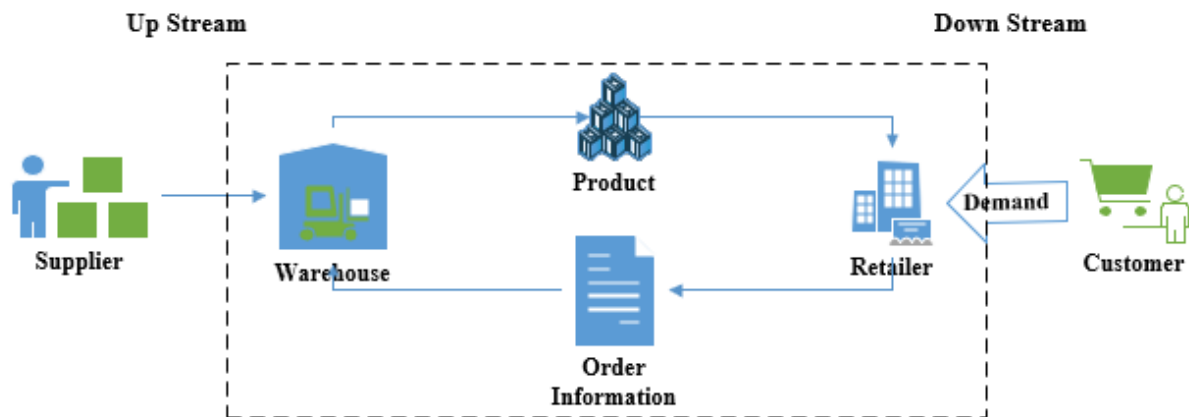 Up Stream
Down Stream
Product
Demand
Supplier
Warehouse
Retailer
Customer
Order
Information